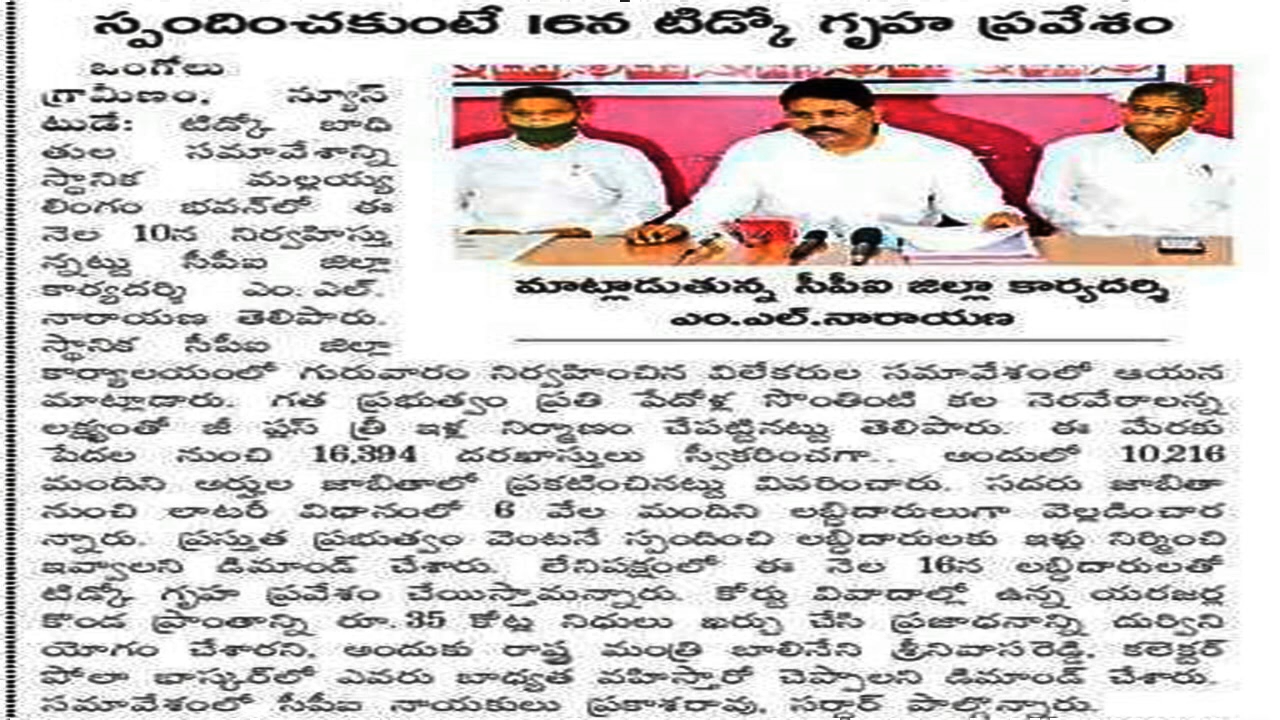 స్పందించకుంటే 16న టిడ్కో గృహ ప్రవేశం
ఒంగోలు
గ్రామీణం, న్యూస్
టుడే: టిడ్కో బాధి
తుల సమావేశాన్ని
స్థానిక మల్లయ్య
లింగం భవన్‌లో ఈ
నెల 10న నిర్వహిస్తు
న్నట్టు సీపీఐ జిల్లా
కార్యదర్శి ఎం. ఎల్.
నారాయణ తెలిపారు.
స్థానిక సీపీఐ జిల్లా
మాట్లాడుతున్న సీపీఐ జిల్లా కార్యదర్శి
ఎం.ఎల్.నారాయణ
కార్యాలయంలో గురువారం నిర్వహించిన విలేకరుల సమావేశంలో ఆయన
మాట్లాడారు. గత ప్రభుత్వం ప్రతి పేదోళ్ల సొంతింటి కల నెరవేరాలన్న
లక్ష్యంతో జీ ప్లస్ త్రీ ఇళ్ల నిర్మాణం చేపట్టినట్టు తెలిపారు. ఈ మేరకు
పేదల నుంచి 16,394 దరఖాస్తులు స్వీకరించగా.. అందులో 10,216
మందిని అర్హుల జాబితాలో ప్రకటించినట్టు వివరించారు. సదరు జాబితా
నుంచి లాటరీ విధానంలో 6 వేల మందిని లబ్ధిదారులుగా వెల్లడించార
న్నారు. ప్రస్తుత ప్రభుత్వం వెంటనే స్పందించి లబ్ధిదారులకు ఇళ్లు నిర్మించి
ఇవ్వాలని డిమాండ్ చేశారు. లేనిపక్షంలో ఈ నెల 16న లబ్ధిదారులతో
టిడ్కో గృహ ప్రవేశం చేయిస్తామన్నారు. కోర్టు వివాదాల్లో ఉన్న యరజర్ల
కొండ ప్రాంతాన్ని రూ.35 కోట్ల నిధులు ఖర్చు చేసి ప్రజాధనాన్ని దుర్విని
యోగం చేశారని, అందుకు రాష్ట్ర మంత్రి బాలినేని శ్రీనివాసరెడ్డి, కలెక్టర్
పోలా భాస్కర్‌లో ఎవరు బాధ్యత వహిస్తారో చెప్పాలని డిమాండ్ చేశారు.
సమావేశంలో సీపీఐ నాయకులు ప్రకాశరావు, సర్దార్ పాల్గొన్నారు.